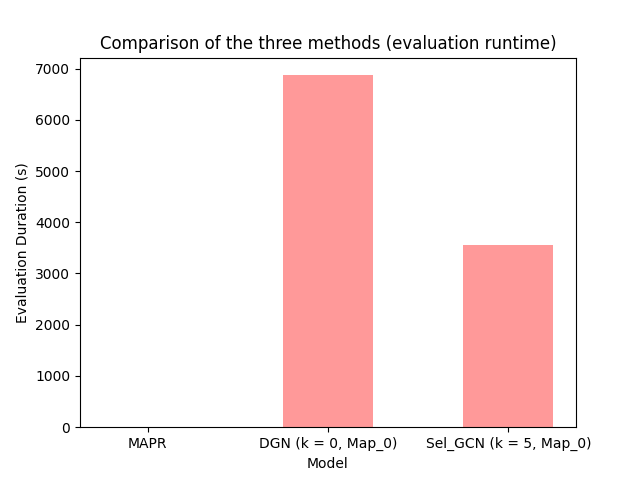 Comparison of the three methods (evaluation runtime)
7000
6000
5000
4000
3000
2000
1000
0
Evaluation Duration (s)
MAPR
DGN (k = 0, Map_0)
Sel_GCN (k = 5, Map_0)
Model